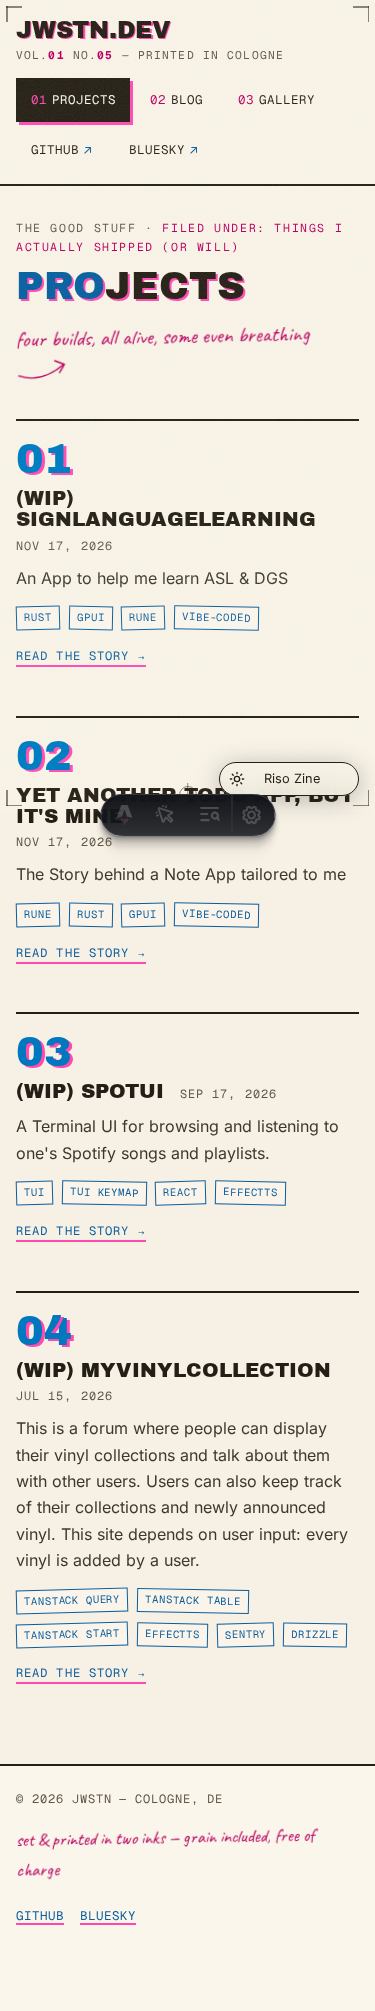 JWSTN.DEV
VOL.01 NO.05 — PRINTED IN COLOGNE
01 PROJECTS 02 BLOG 03 GALLERY
GITHUB ↗ BLUESKY ↗
THE GOOD STUFF · FILED UNDER: THINGS I
ACTUALLY SHIPPED (OR WILL)
PROJECTS
four builds, all alive, some even breathing
01
(WIP)
SIGNLANGUAGELEARNING
NOV 17, 2026
An App to help me learn ASL & DGS
RUST GPUI RUNE VIBE-CODED
READ THE STORY →
02
Riso Zine
YET ANOTHER TODO APP, BUT
IT'S MINE
NOV 17, 2026
The Story behind a Note App tailored to me
RUNE RUST GPUI VIBE-CODED
READ THE STORY →
03
(WIP) SPOTUI SEP 17, 2026
A Terminal UI for browsing and listening to
one's Spotify songs and playlists.
TUI TUI KEYMAP REACT EFFECTTS
READ THE STORY →
04
(WIP) MYVINYLCOLLECTION
JUL 15, 2026
This is a forum where people can display
their vinyl collections and talk about them
with other users. Users can also keep track
of their collections and newly announced
vinyl. This site depends on user input: every
vinyl is added by a user.
TANSTACK QUERY TANSTACK TABLE
TANSTACK START EFFECTTS SENTRY DRIZZLE
READ THE STORY →
© 2026 JWSTN — COLOGNE, DE
set & printed in two inks — grain included, free of
charge
GITHUB BLUESKY